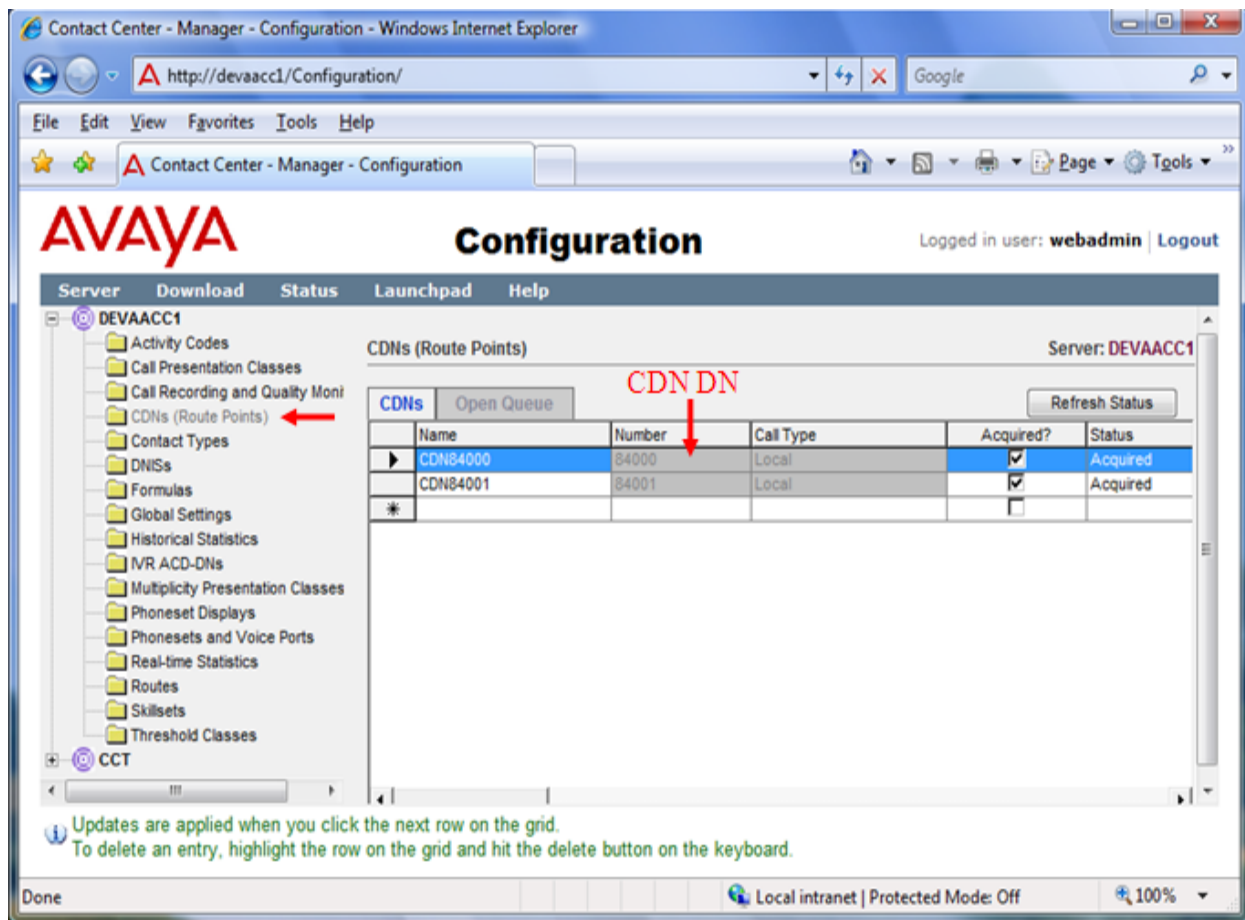 Contact Center - Manager - Configuration - Windows Internet Explorer
http://devaacc1/Configuration/
Google
File Edit View Favorites Tools Help
Contact Center - Manager - Configuration
Page Tools »
AVAYA
Configuration
Logged in user: webadmin | Logout
Server Download Status Launchpad Help
DEVAACC1
Activity Codes
Call Presentation Classes
Call Recording and Quality Moni
CDNs (Route Points)
Contact Types
DNISs
Formulas
Global Settings
Historical Statistics
IVR ACD-DNs
Multiplicity Presentation Classes
Phoneset Displays
Phonesets and Voice Ports
Real-time Statistics
Routes
Skillsets
Threshold Classes
CCT
CDNs (Route Points)
Server: DEVAACC1
CDN DN
CDNs Open Queue
Refresh Status
Name Number Call Type Acquired? Status
CDN84000 84000 Local Acquired
CDN84001 84001 Local Acquired
Updates are applied when you click the next row on the grid.
To delete an entry, highlight the row on the grid and hit the delete button on the keyboard.
Done
Local intranet | Protected Mode: Off
100%